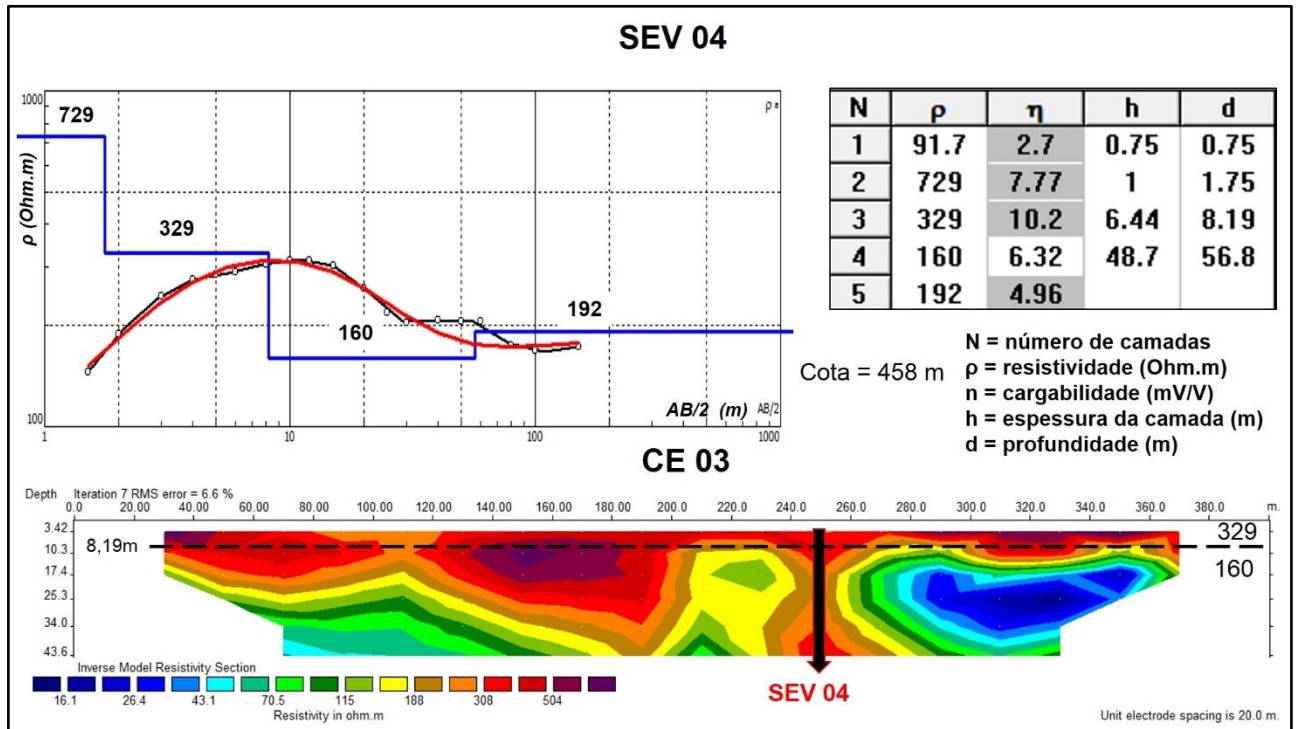 SEV 04
1000
729
ρ a
ρ (Ohm.m)
329
160
192
100
AB/2 (m) AB/2
1 10 100 1000
N ρ η h d
1 91.7 2.7 0.75 0.75
2 729 7.77 1 1.75
3 329 10.2 6.44 8.19
4 160 6.32 48.7 56.8
5 192 4.96
Cota = 458 m
N = número de camadas
ρ = resistividade (Ohm.m)
n = cargabilidade (mV/V)
h = espessura da camada (m)
d = profundidade (m)
CE 03
Depth Iteration 7 RMS error = 6.6 %
0.0 20.00 40.00 60.00 80.00 100.00 120.00 140.00 160.00 180.00 200.0 220.0 240.0 260.0 280.0 300.0 320.0 340.0 360.0 380.0 m.
3.42
8,19m
10.3
17.4
25.3
34.0
43.6
329
160
Inverse Model Resistivity Section
16.1 26.4 43.1 70.5 115 188 308 504
Resistivity in ohm.m
SEV 04
Unit electrode spacing is 20.0 m.